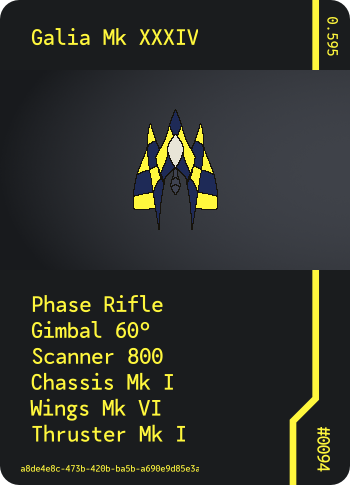 Galia Mk XXXIV
0.595
Phase Rifle
Gimbal 60°
Scanner 800
Chassis Mk I
Wings Mk VI
Thruster Mk I
#0094
a8de4e8c-473b-420b-ba5b-a690e9d85e3a